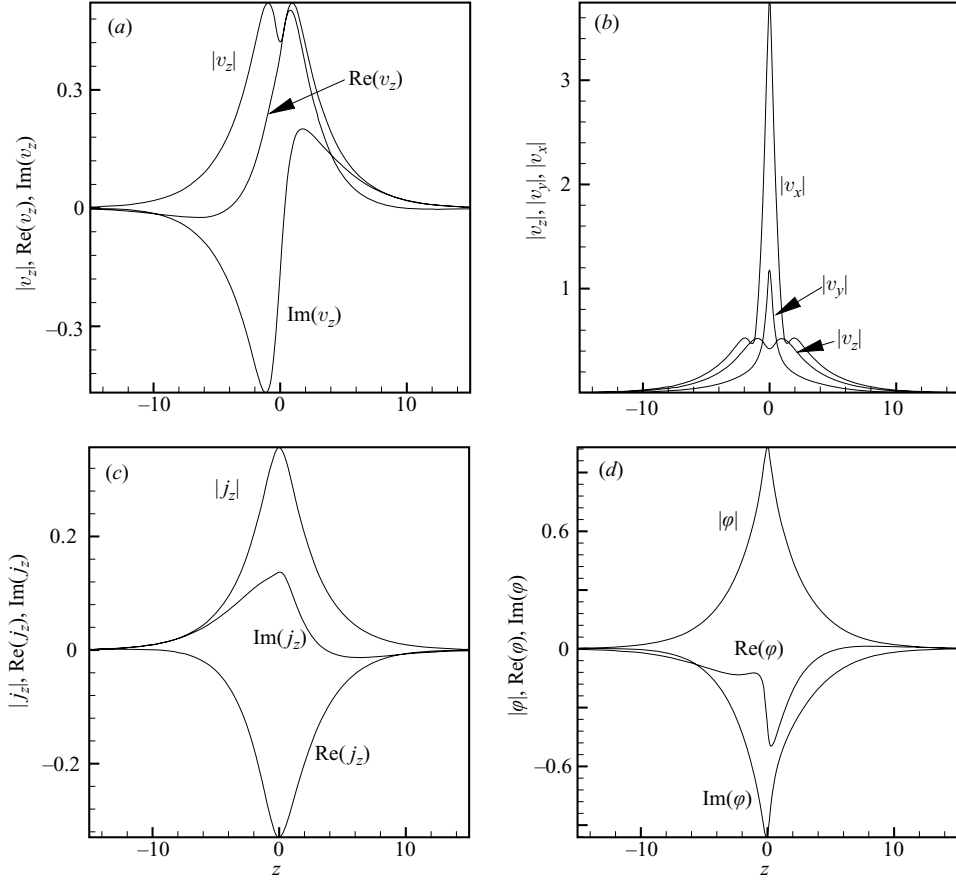 (a)
|v_z|
Re(v_z)
Im(v_z)
0.3
0
−0.3
−10
0
10
|v_z|, Re(v_z), Im(v_z)
(b)
|v_x|
|v_y|
|v_z|
3
2
1
−10
0
10
|v_z|, |v_y|, |v_x|
(c)
|j_z|
Im(j_z)
Re(j_z)
0.2
0
−0.2
−10
0
10
z
|j_z|, Re(j_z), Im(j_z)
(d)
|φ|
Re(φ)
Im(φ)
0.6
0
−0.6
−10
0
10
z
|φ|, Re(φ), Im(φ)